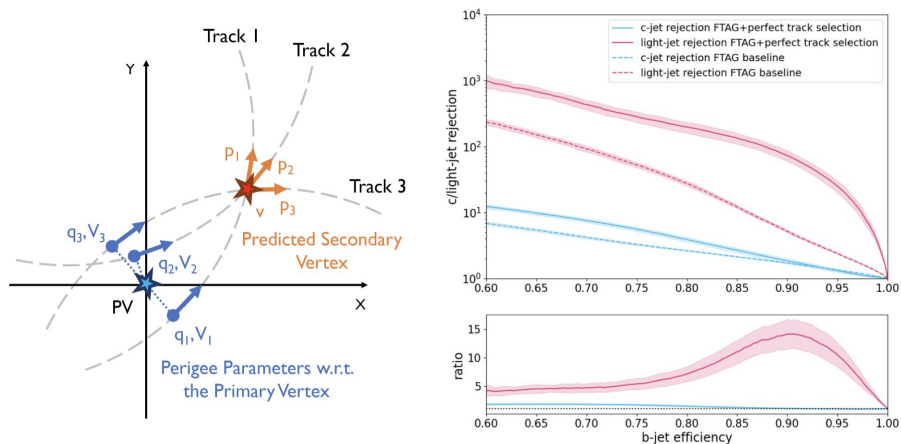 Track 1
Track 2
Y
p1
p2
Track 3
p3
v
q3,V3
Predicted Secondary
Vertex
q2,V2
PV
X
q1,V1
Perigee Parameters w.r.t.
the Primary Vertex
c-jet rejection FTAG+perfect track selection
light-jet rejection FTAG+perfect track selection
c-jet rejection FTAG baseline
light-jet rejection FTAG baseline
c/light-jet rejection
10^4
10^3
10^2
10^1
10^0
0.60 0.65 0.70 0.75 0.80 0.85 0.90 0.95 1.00
ratio
15
10
5
0.60 0.65 0.70 0.75 0.80 0.85 0.90 0.95 1.00
b-jet efficiency